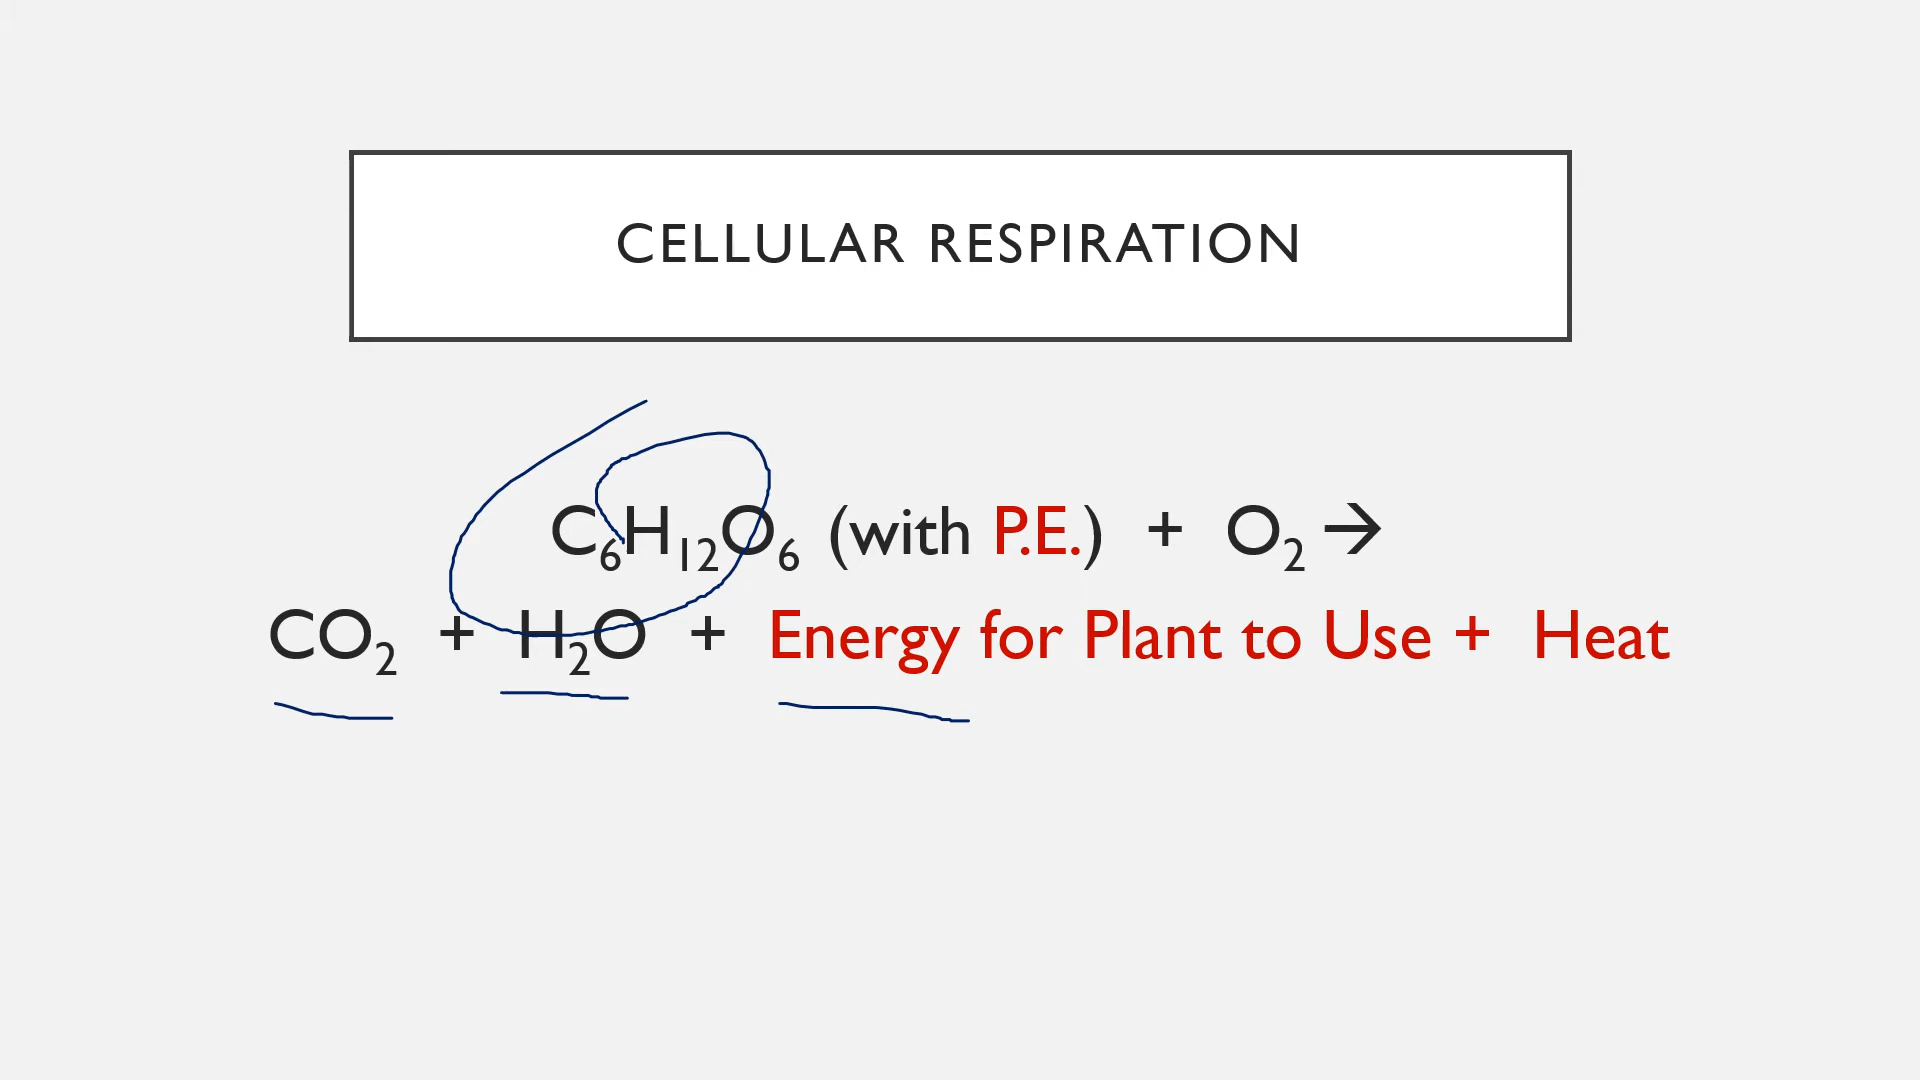 CELLULAR RESPIRATION
C₆H₁₂O₆ (with P.E.) + O₂ →
CO₂ + H₂O + Energy for Plant to Use + Heat